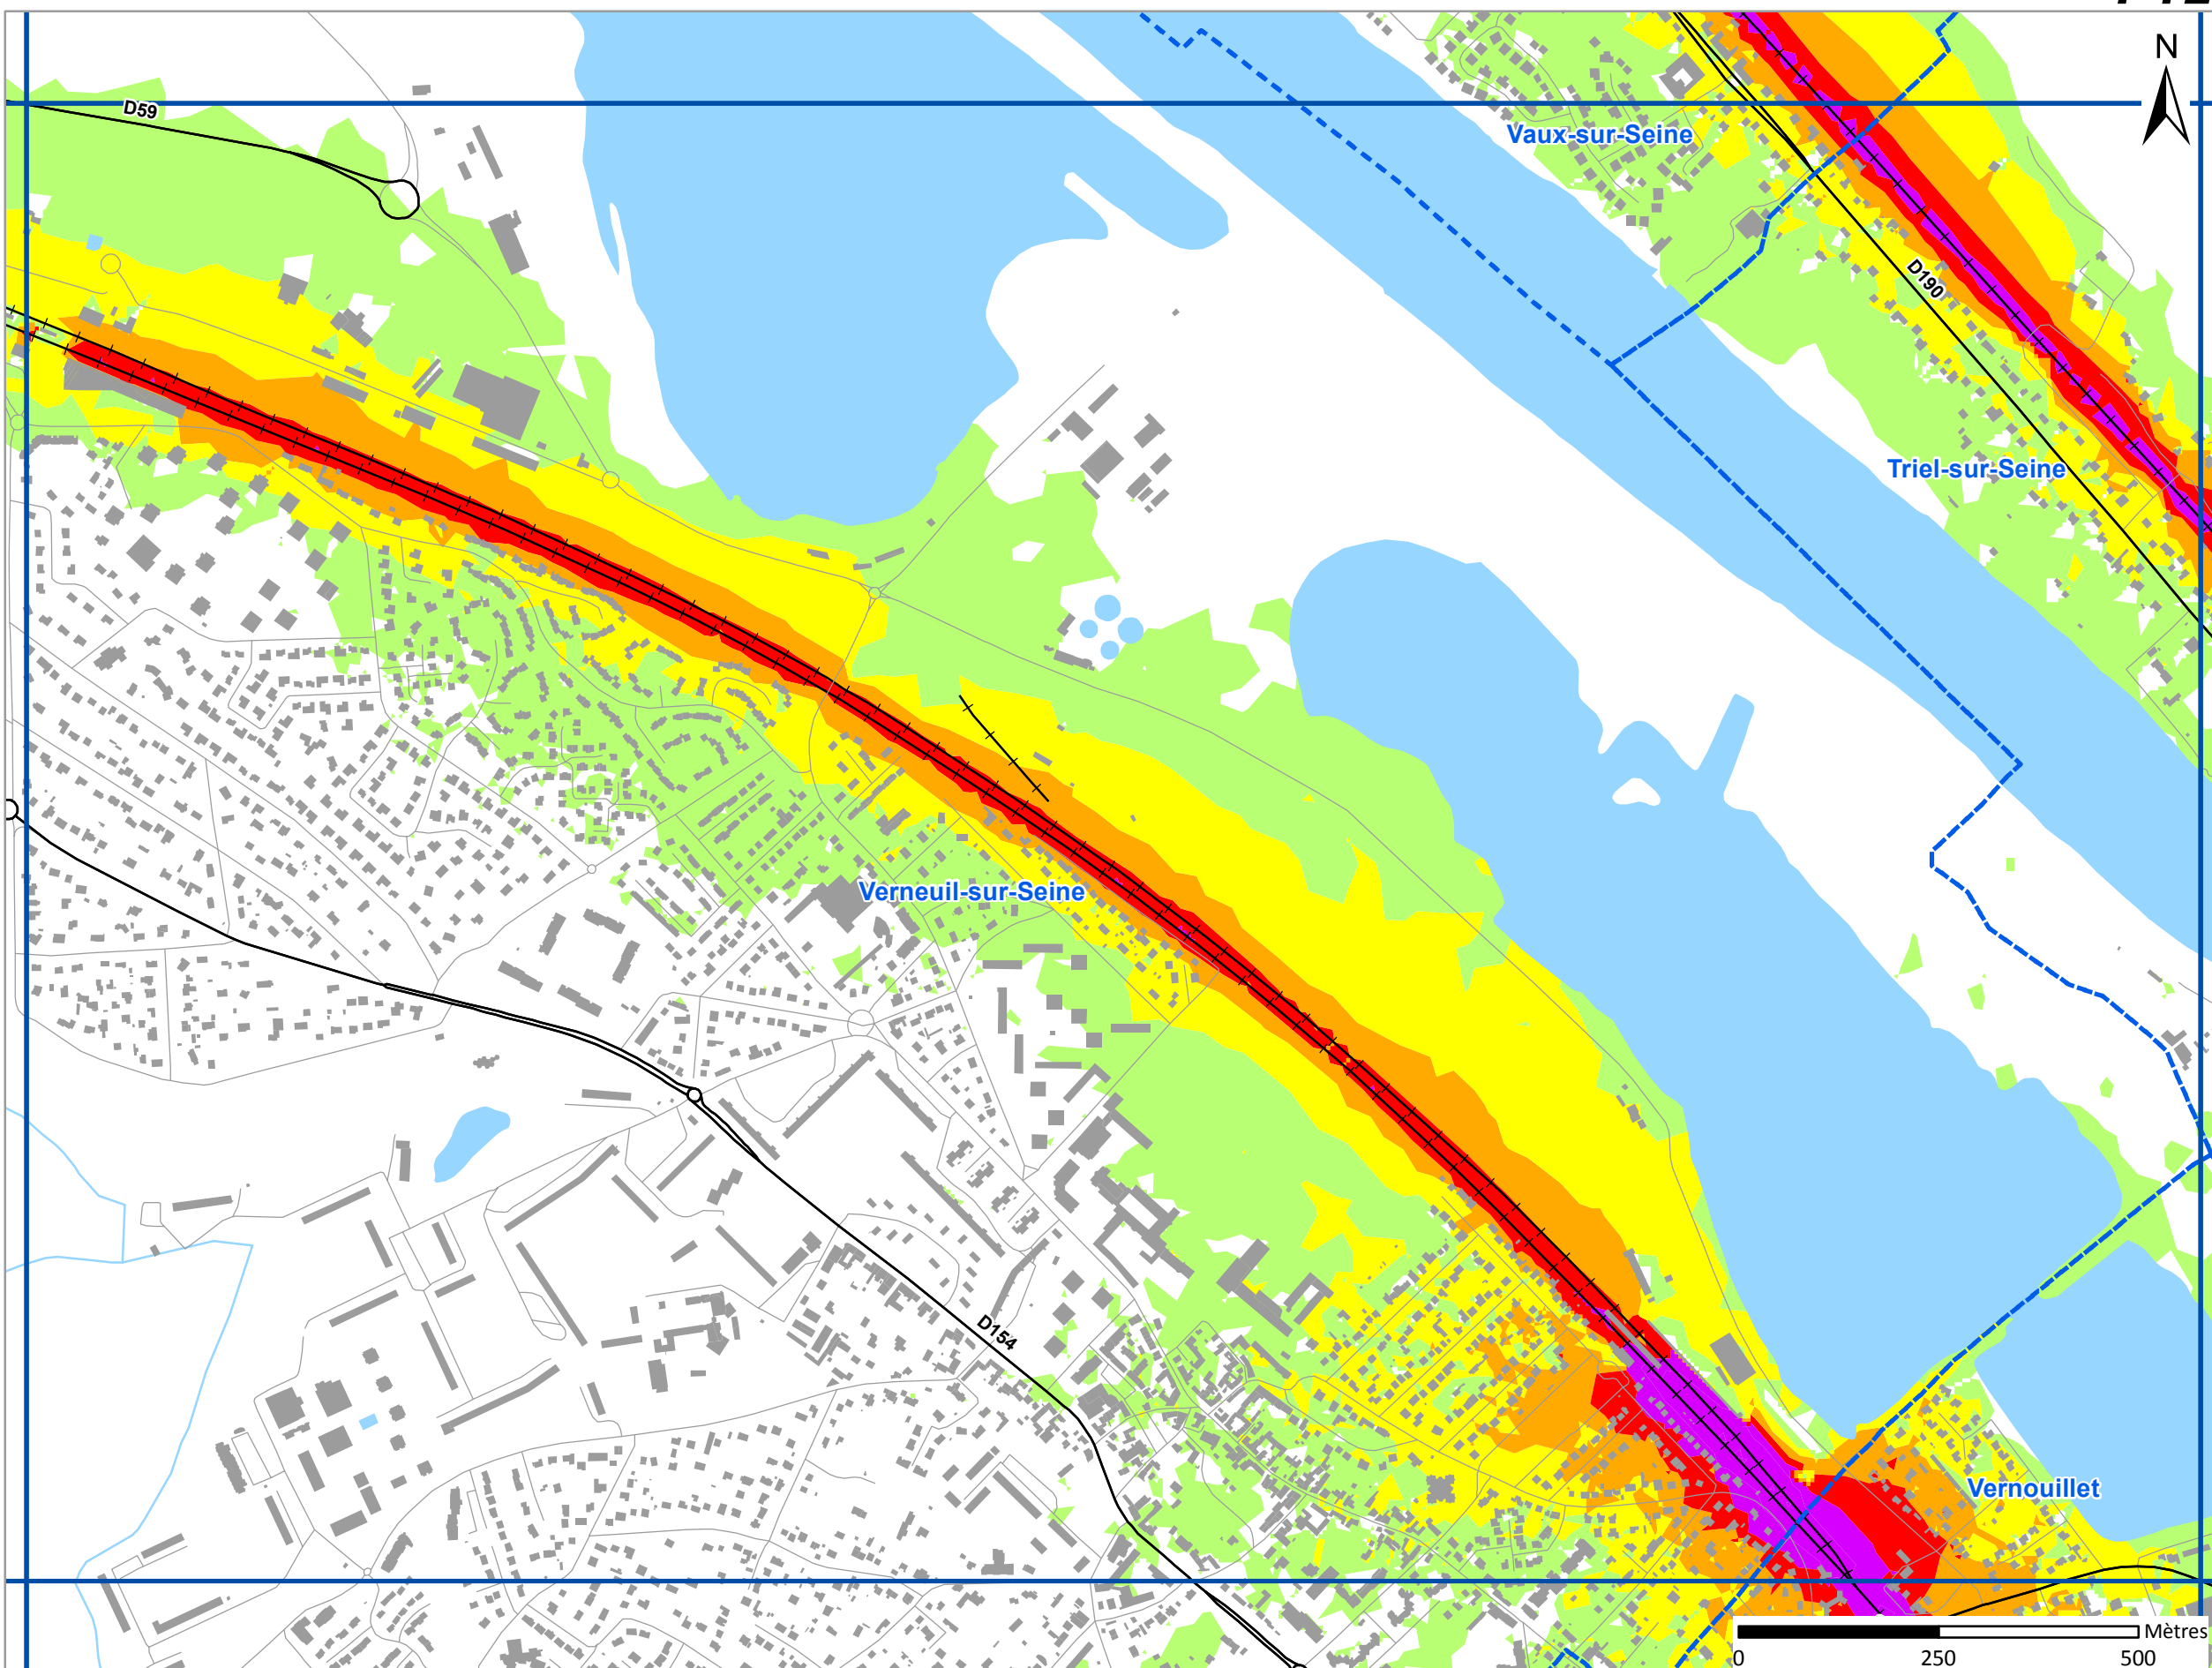 N
D59
Vaux-sur-Seine
D190
Triel-sur-Seine
Verneuil-sur-Seine
D154
Vernouillet
Mètres
0 250 500